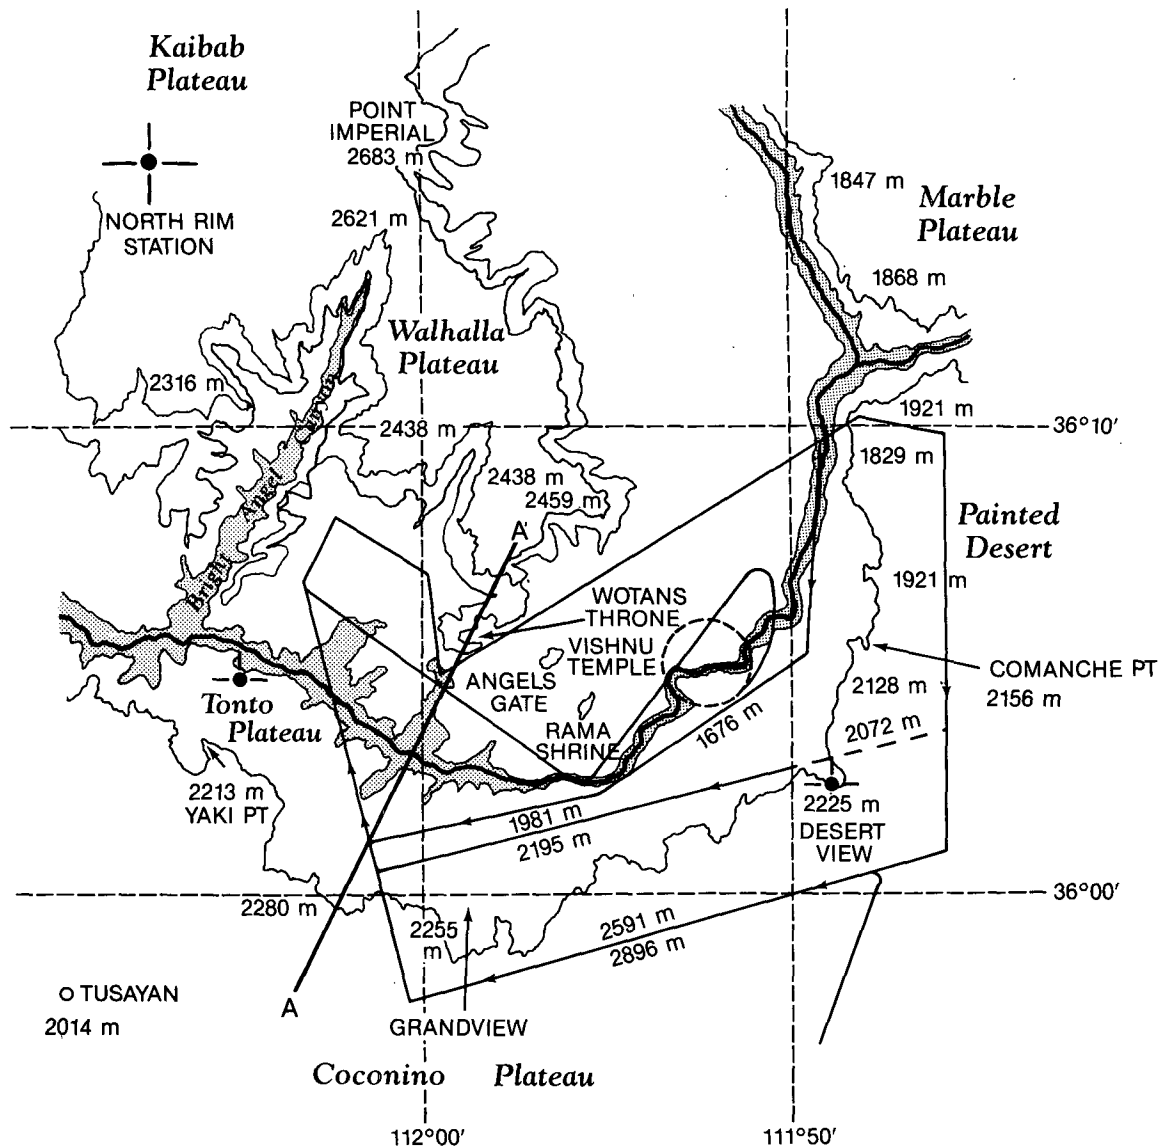 Kaibab
Plateau
POINT
IMPERIAL
2683 m
NORTH RIM
STATION
2621 m
1847 m
Marble
Plateau
1868 m
Walhalla
Plateau
2316 m
Bright Angel Canyon
2438 m
1921 m
36°10'
1829 m
2438 m
2459 m
Painted
Desert
A'
1921 m
WOTANS
THRONE
VISHNU
TEMPLE
COMANCHE PT
2156 m
ANGELS
GATE
2128 m
Tonto
Plateau
RAMA
SHRINE
1676 m
2072 m
2213 m
YAKI PT
1981 m
2195 m
2225 m
DESERT
VIEW
36°00'
2280 m
2255
m
2591 m
2896 m
TUSAYAN
2014 m
A
GRANDVIEW
Coconino Plateau
112°00'
111°50'